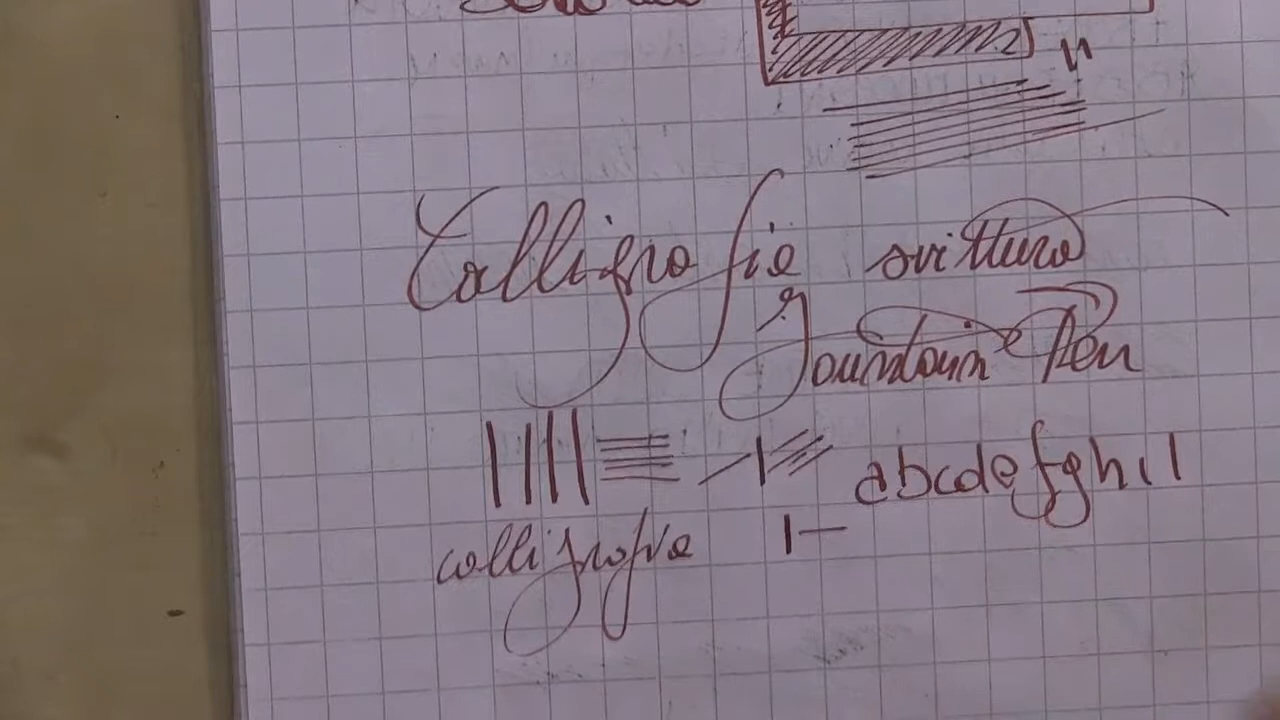 Calligrafia scrittura
fountain Pen
abcdefghil
calligrafia